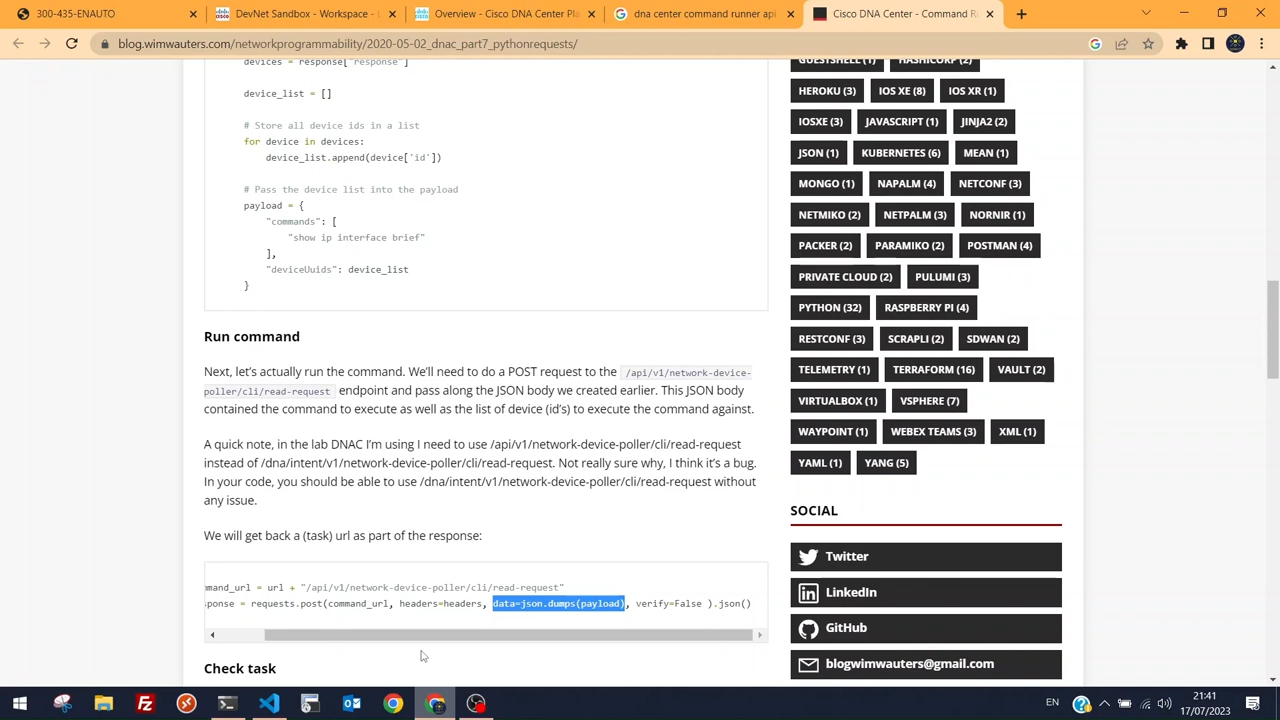 300-435-ENAUTO
DevNet Sandbox - Workspace - L
Overview - Cisco DNA Center Pla
dna center command runner api
Cisco DNA Center - Command R
blog.wimwauters.com/networkprogrammability/2020-05-02_dnac_part7_pythonrequests/
devices = response["response"]
device_list = []
# Store all device ids in a list
for device in devices:
device_list.append(device['id'])
# Pass the device list into the payload
payload = {
"commands": [
"show ip interface brief"
],
"deviceUuids": device_list
}
Run command
Next, let's actually run the command. We'll need to do a POST request to the /api/v1/network-device-
poller/cli/read-request endpoint and pass along the JSON body we created earlier. This JSON body
contained the command to execute as well as the list of device (id's) to execute the command against.
A quick note, in the lab DNAC I'm using I need to use /api/v1/network-device-poller/cli/read-request
instead of /dna/intent/v1/network-device-poller/cli/read-request. Not really sure why, I think it's a bug.
In your code, you should be able to use /dna/intent/v1/network-device-poller/cli/read-request without
any issue.
We will get back a (task) url as part of the response:
mmand_url = url + "/api/v1/network-device-poller/cli/read-request"
sponse = requests.post(command_url, headers=headers, data=json.dumps(payload), verify=False ).json()
Check task
GUESTSHELL (1) HASHICORP (2)
HEROKU (3) IOS XE (8) IOS XR (1)
IOSXE (3) JAVASCRIPT (1) JINJA2 (2)
JSON (1) KUBERNETES (6) MEAN (1)
MONGO (1) NAPALM (4) NETCONF (3)
NETMIKO (2) NETPALM (3) NORNIR (1)
PACKER (2) PARAMIKO (2) POSTMAN (4)
PRIVATE CLOUD (2) PULUMI (3)
PYTHON (32) RASPBERRY PI (4)
RESTCONF (3) SCRAPLI (2) SDWAN (2)
TELEMETRY (1) TERRAFORM (16) VAULT (2)
VIRTUALBOX (1) VSPHERE (7)
WAYPOINT (1) WEBEX TEAMS (3) XML (1)
YAML (1) YANG (5)
SOCIAL
Twitter
LinkedIn
GitHub
blogwimwauters@gmail.com
EN
21:41
17/07/2023